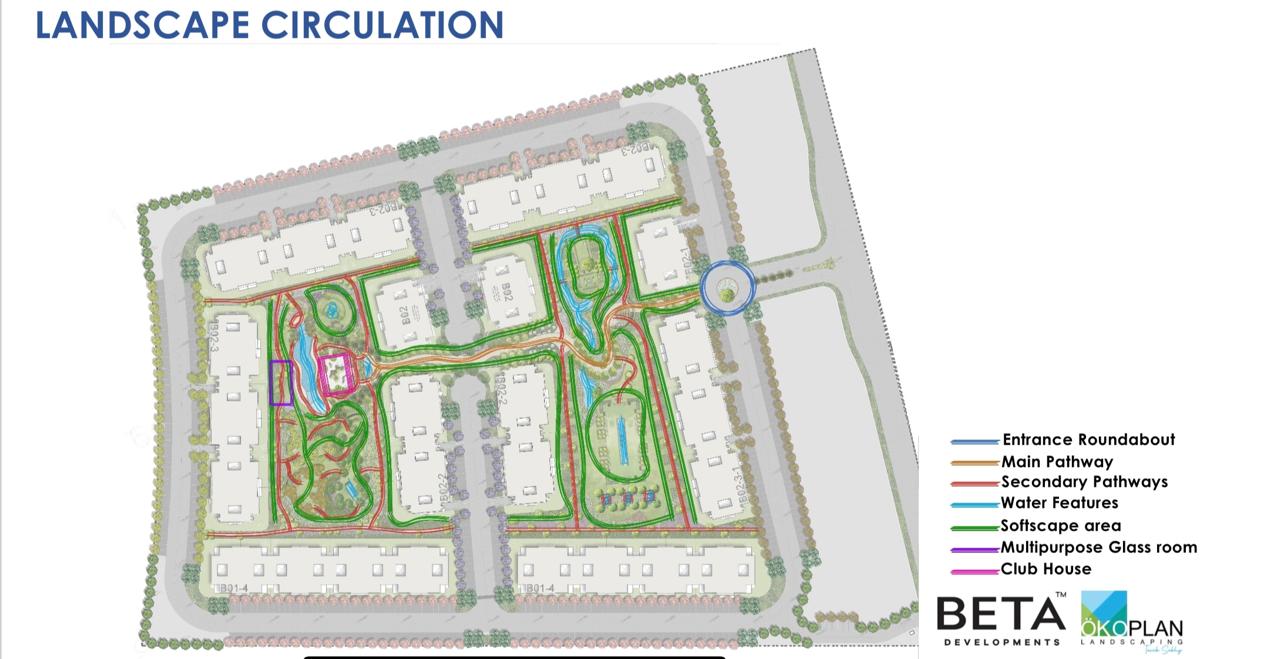 LANDSCAPE CIRCULATION
B02-3
B02-3
B02
B02
B02-3
B02-2
B02-2
B02-3-1
B01-4
B01-4
Entrance Roundabout
Main Pathway
Secondary Pathways
Water Features
Softscape area
Multipurpose Glass room
Club House
BETA™
DEVELOPMENTS
ÖKOPLAN
LANDSCAPING